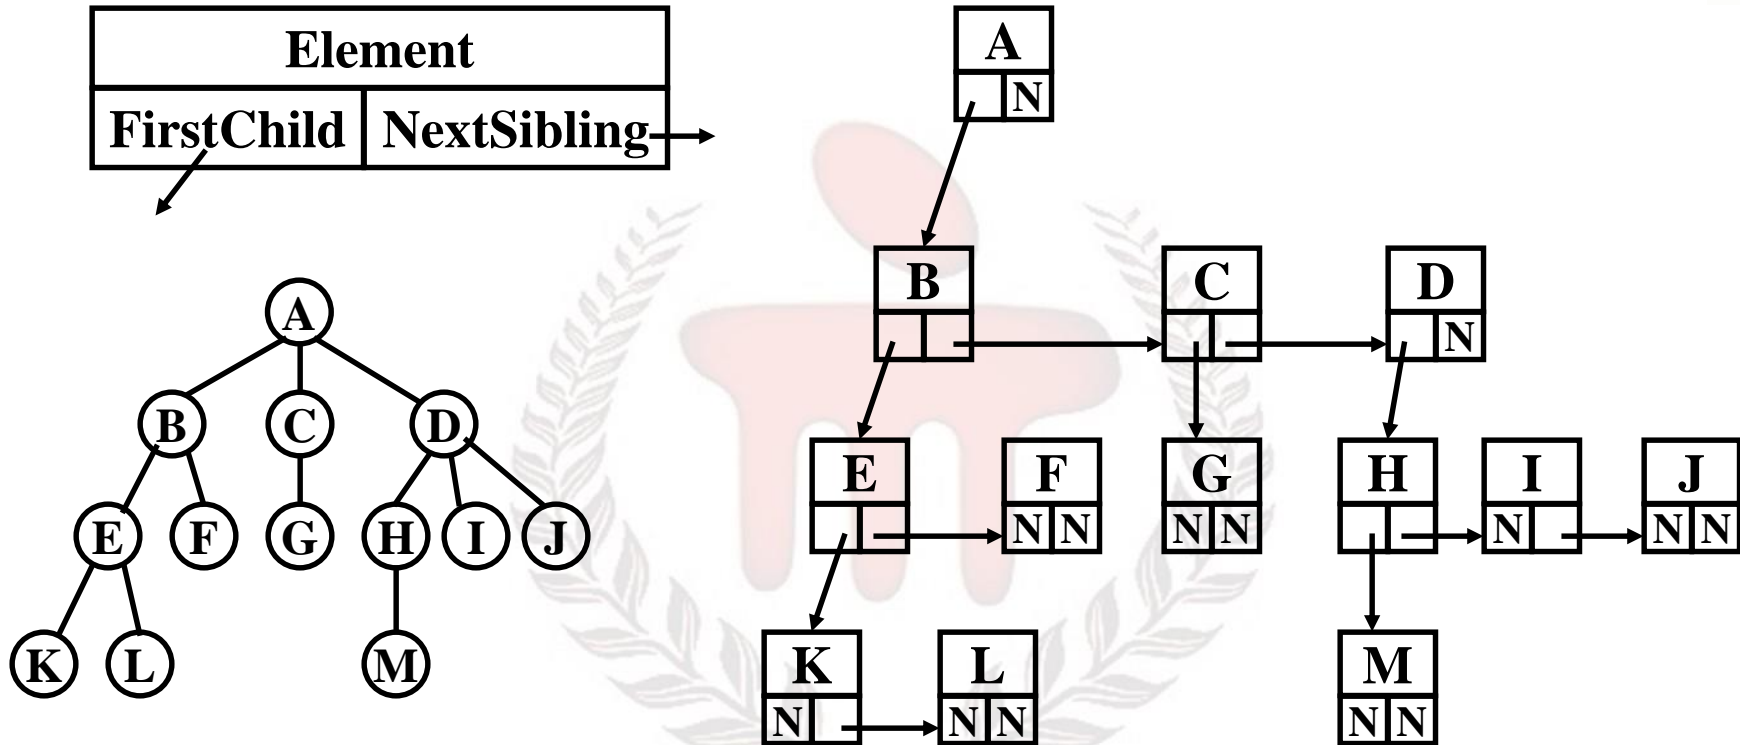 Element
FirstChild NextSibling
A
N
B C D
N
E F G H I J
N N N N N N N
K L M
N N N N N
A
B C D
E F G H I J
K L M